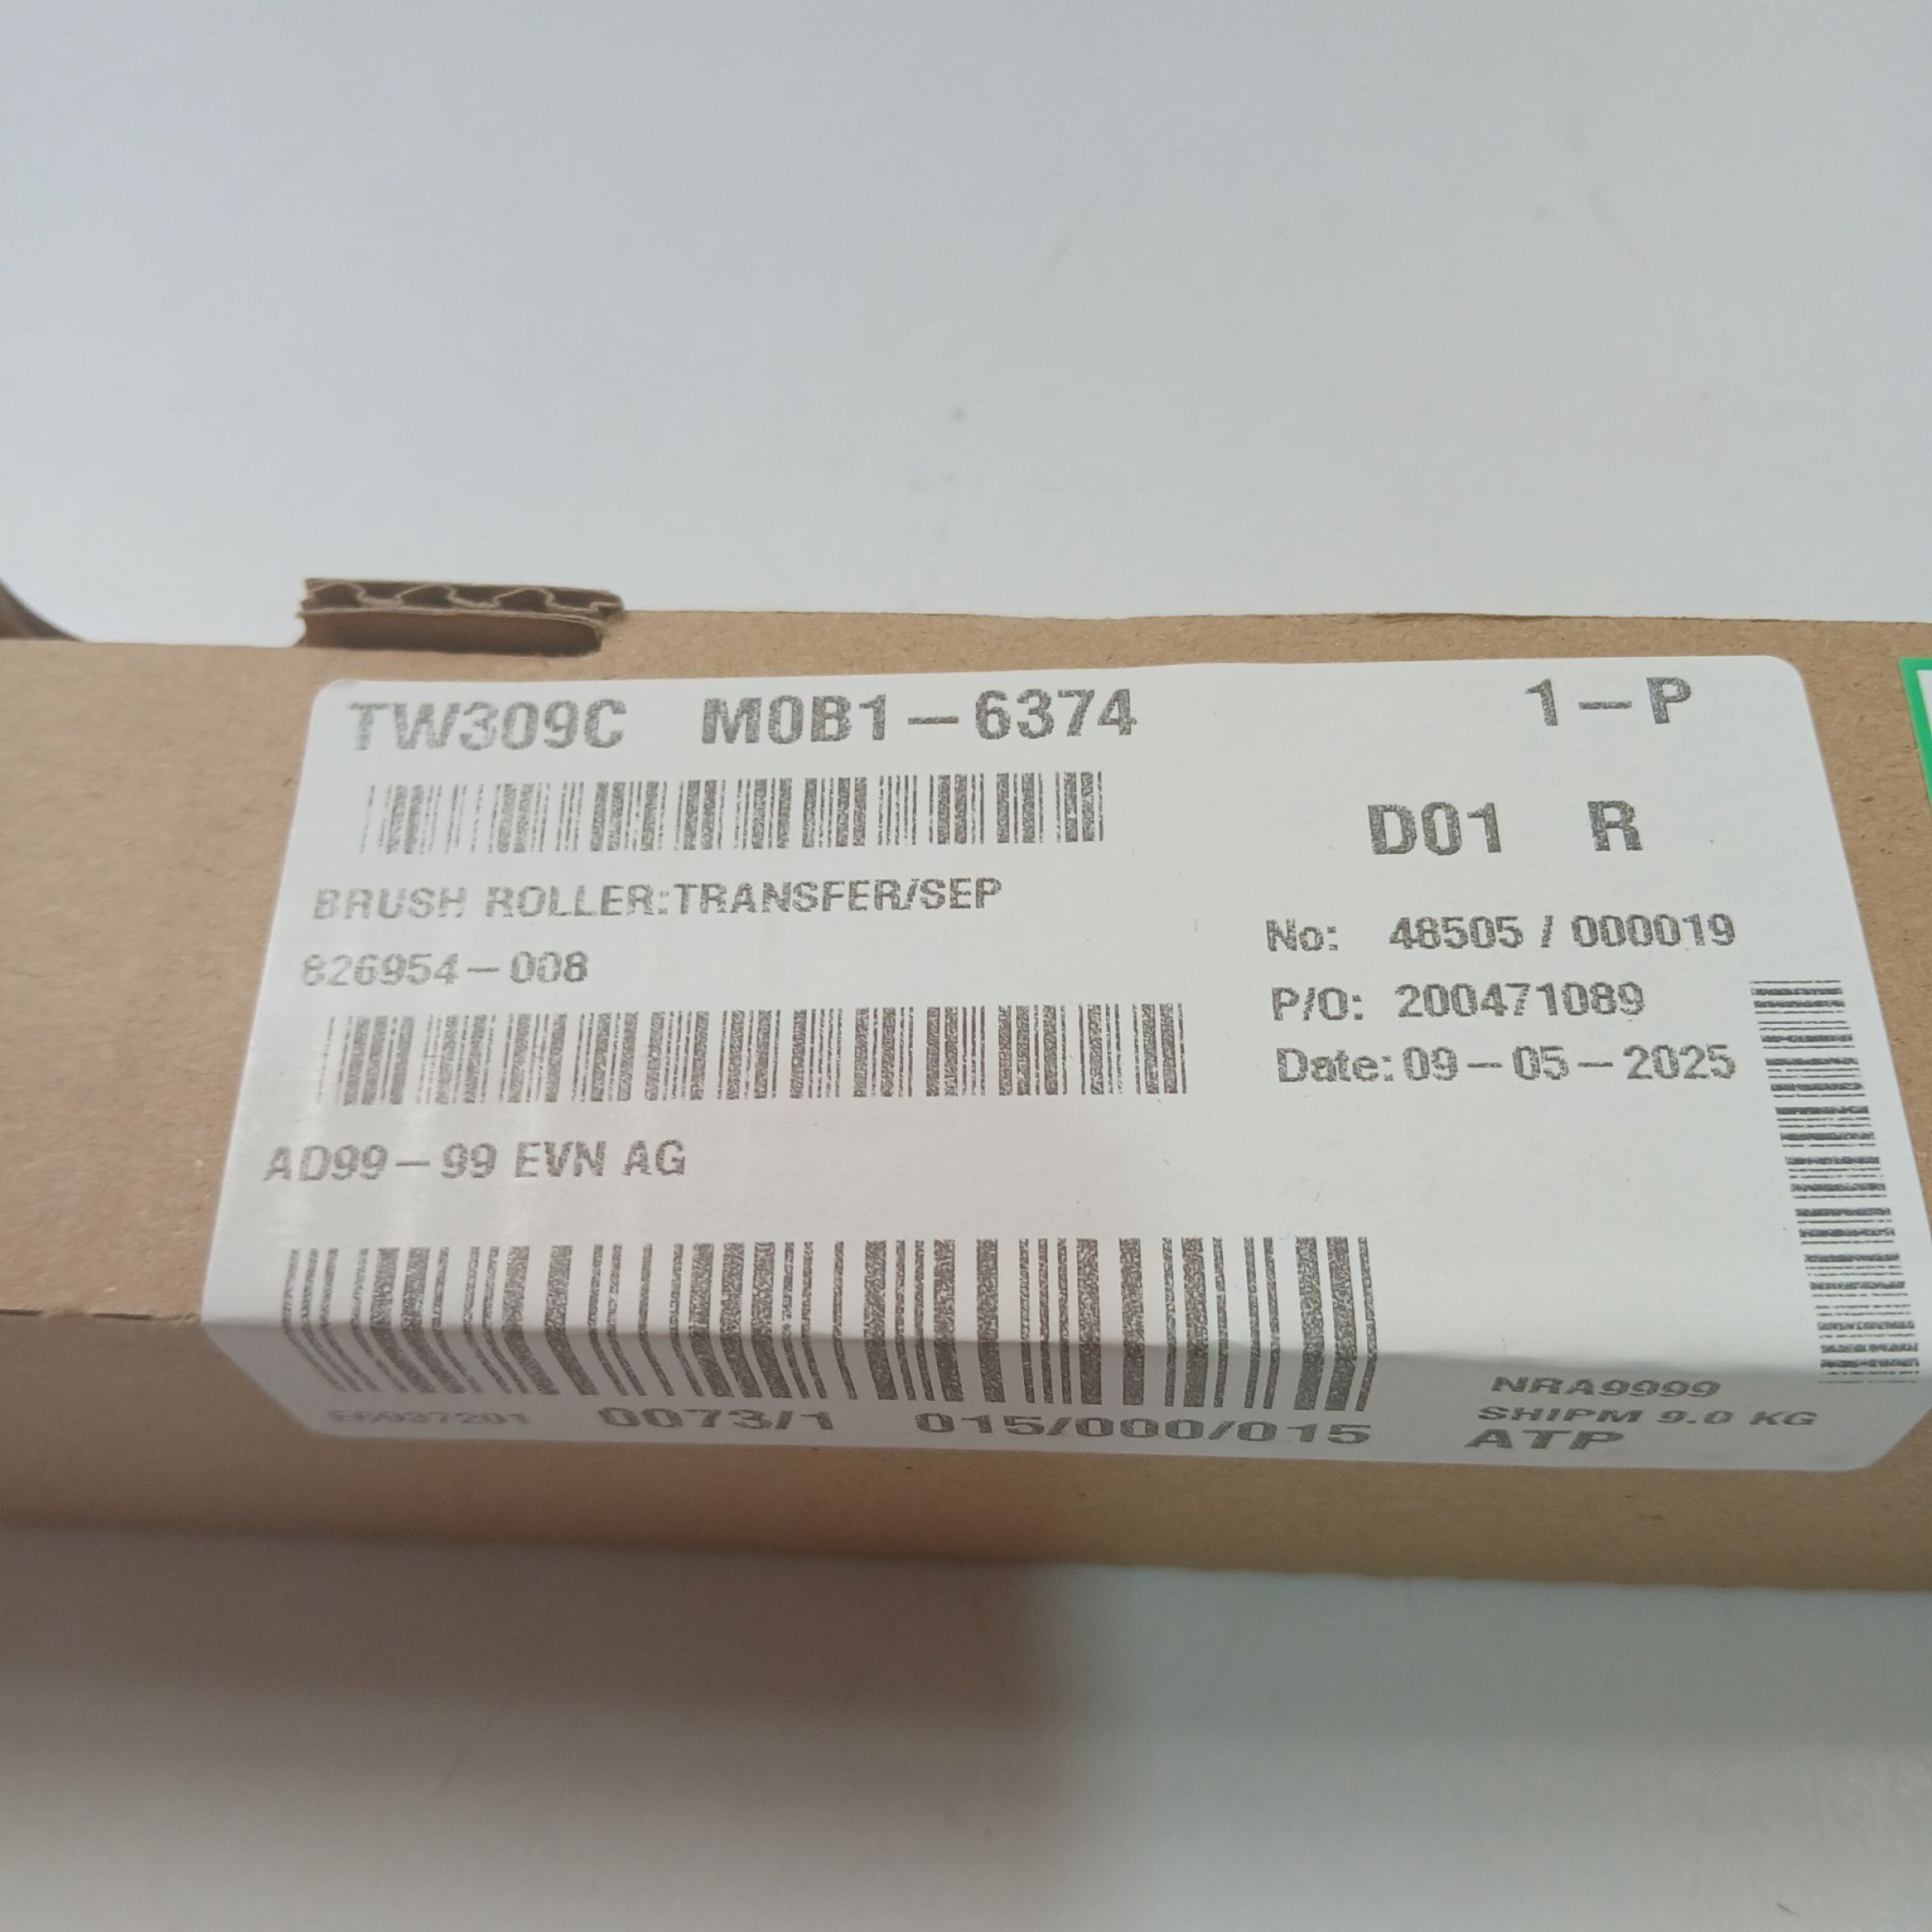 TW309C M0B1-6374 1-P
D01 R
BRUSH ROLLER:TRANSFER/SEP
826954-008
No: 48505 / 000019
P/O: 200471089
Date: 09-05-2025
AD99-99 EVN AG
0073/1 015/000/015
NRA9999
SHIPM 9.0 KG
ATP